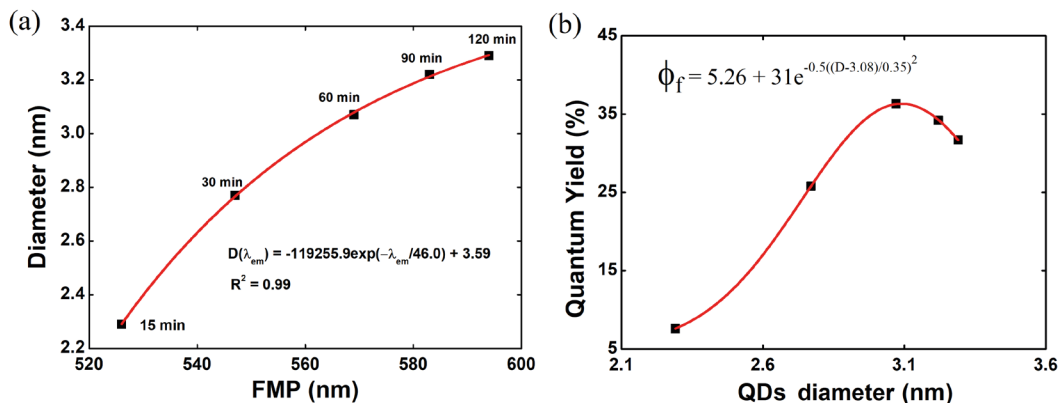 (a)
3.4
3.2
3.0
2.8
2.6
2.4
2.2
Diameter (nm)
120 min
90 min
60 min
30 min
15 min
D(λem) = -119255.9exp(−λem/46.0) + 3.59
R² = 0.99
520
540
560
580
600
FMP (nm)
(b)
45
35
25
15
5
Quantum Yield (%)
ϕf = 5.26 + 31e^-0.5((D-3.08)/0.35)²
2.1
2.6
3.1
3.6
QDs diameter (nm)